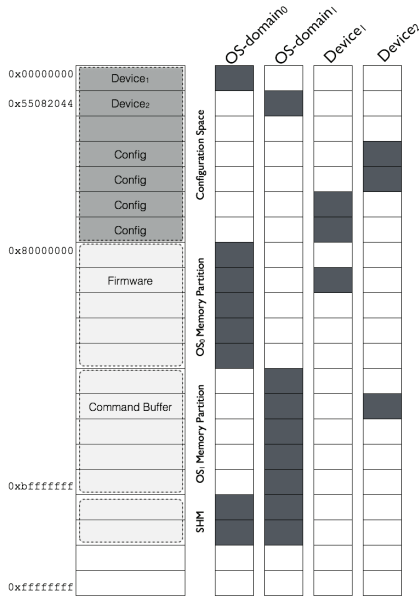 OS-domain₀
OS-domain₁
Device₁
Device₂
0x00000000
Device₁
0x55082044
Device₂
Configuration Space
Config
Config
Config
Config
0x80000000
Firmware
OS₀ Memory Partition
Command Buffer
OS₁ Memory Partition
0xbfffffff
SHM
0xffffffff